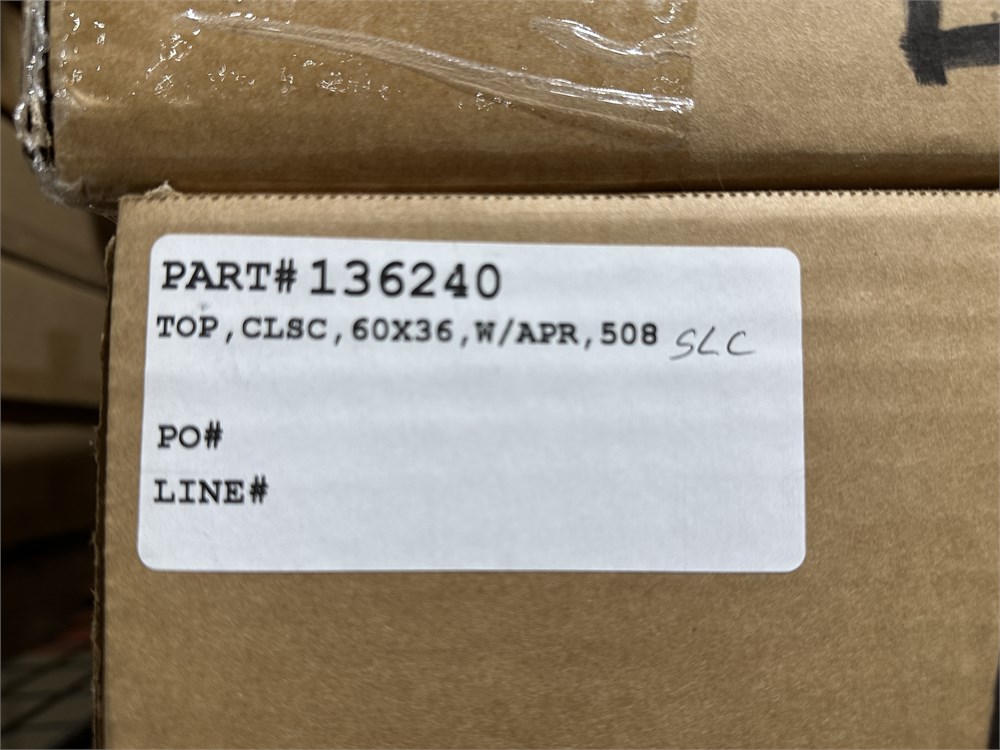 PART# 136240
TOP,CLSC,60X36,W/APR,508 SLC
PO#
LINE#